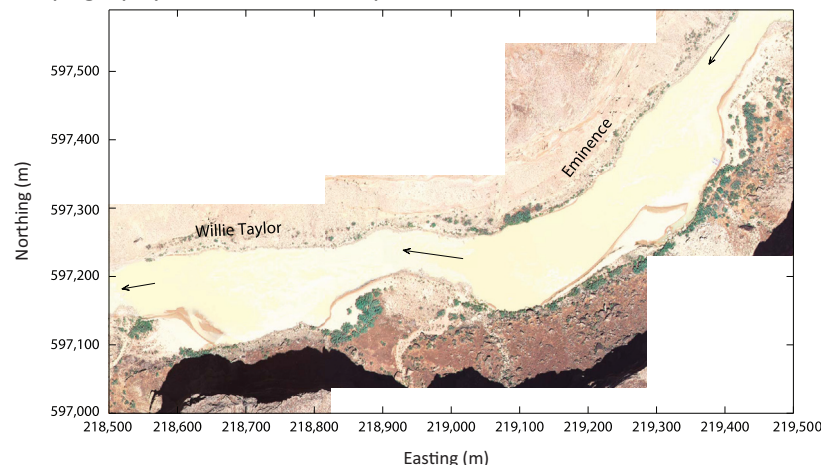 597,500
597,400
597,300
597,200
597,100
597,000
Northing (m)
Eminence
Willie Taylor
218,500 218,600 218,700 218,800 218,900 219,000 219,100 219,200 219,300 219,400 219,500
Easting (m)